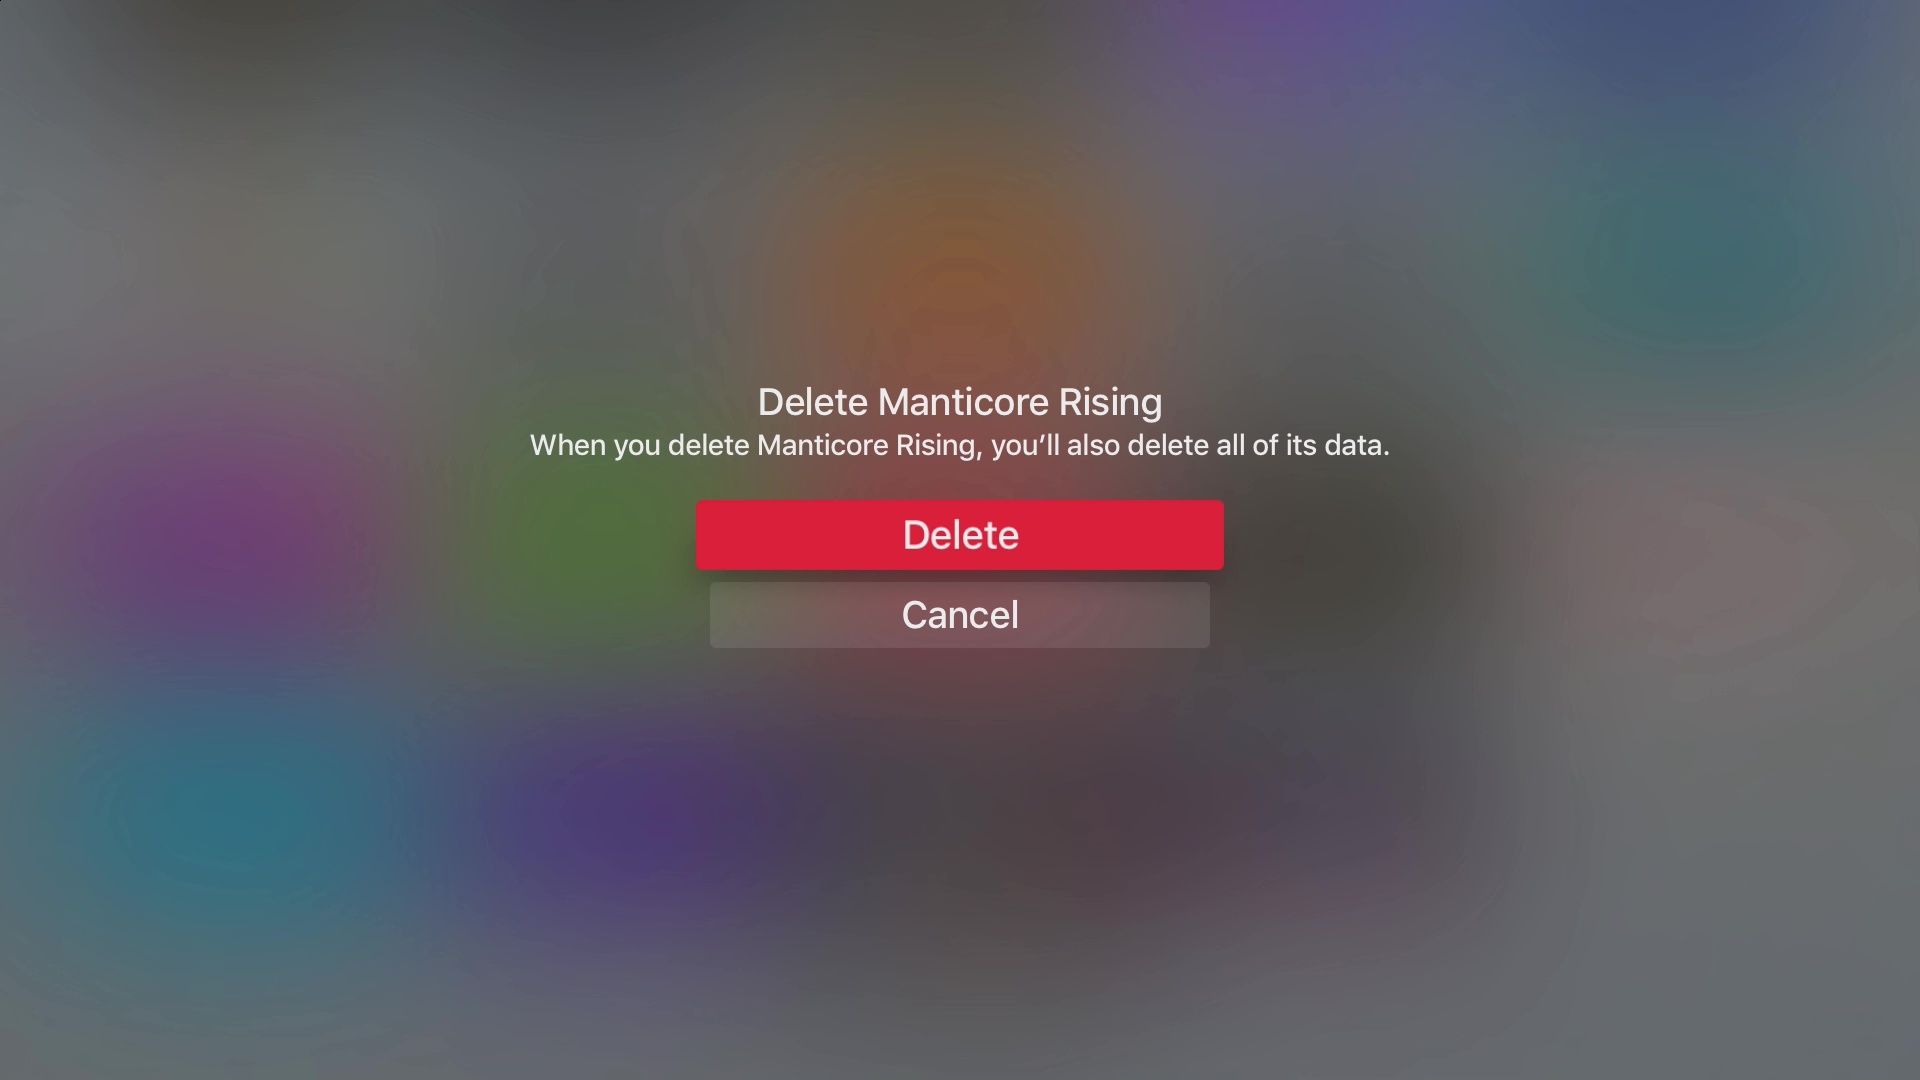 Delete Manticore Rising
When you delete Manticore Rising, you’ll also delete all of its data.
Delete
Cancel